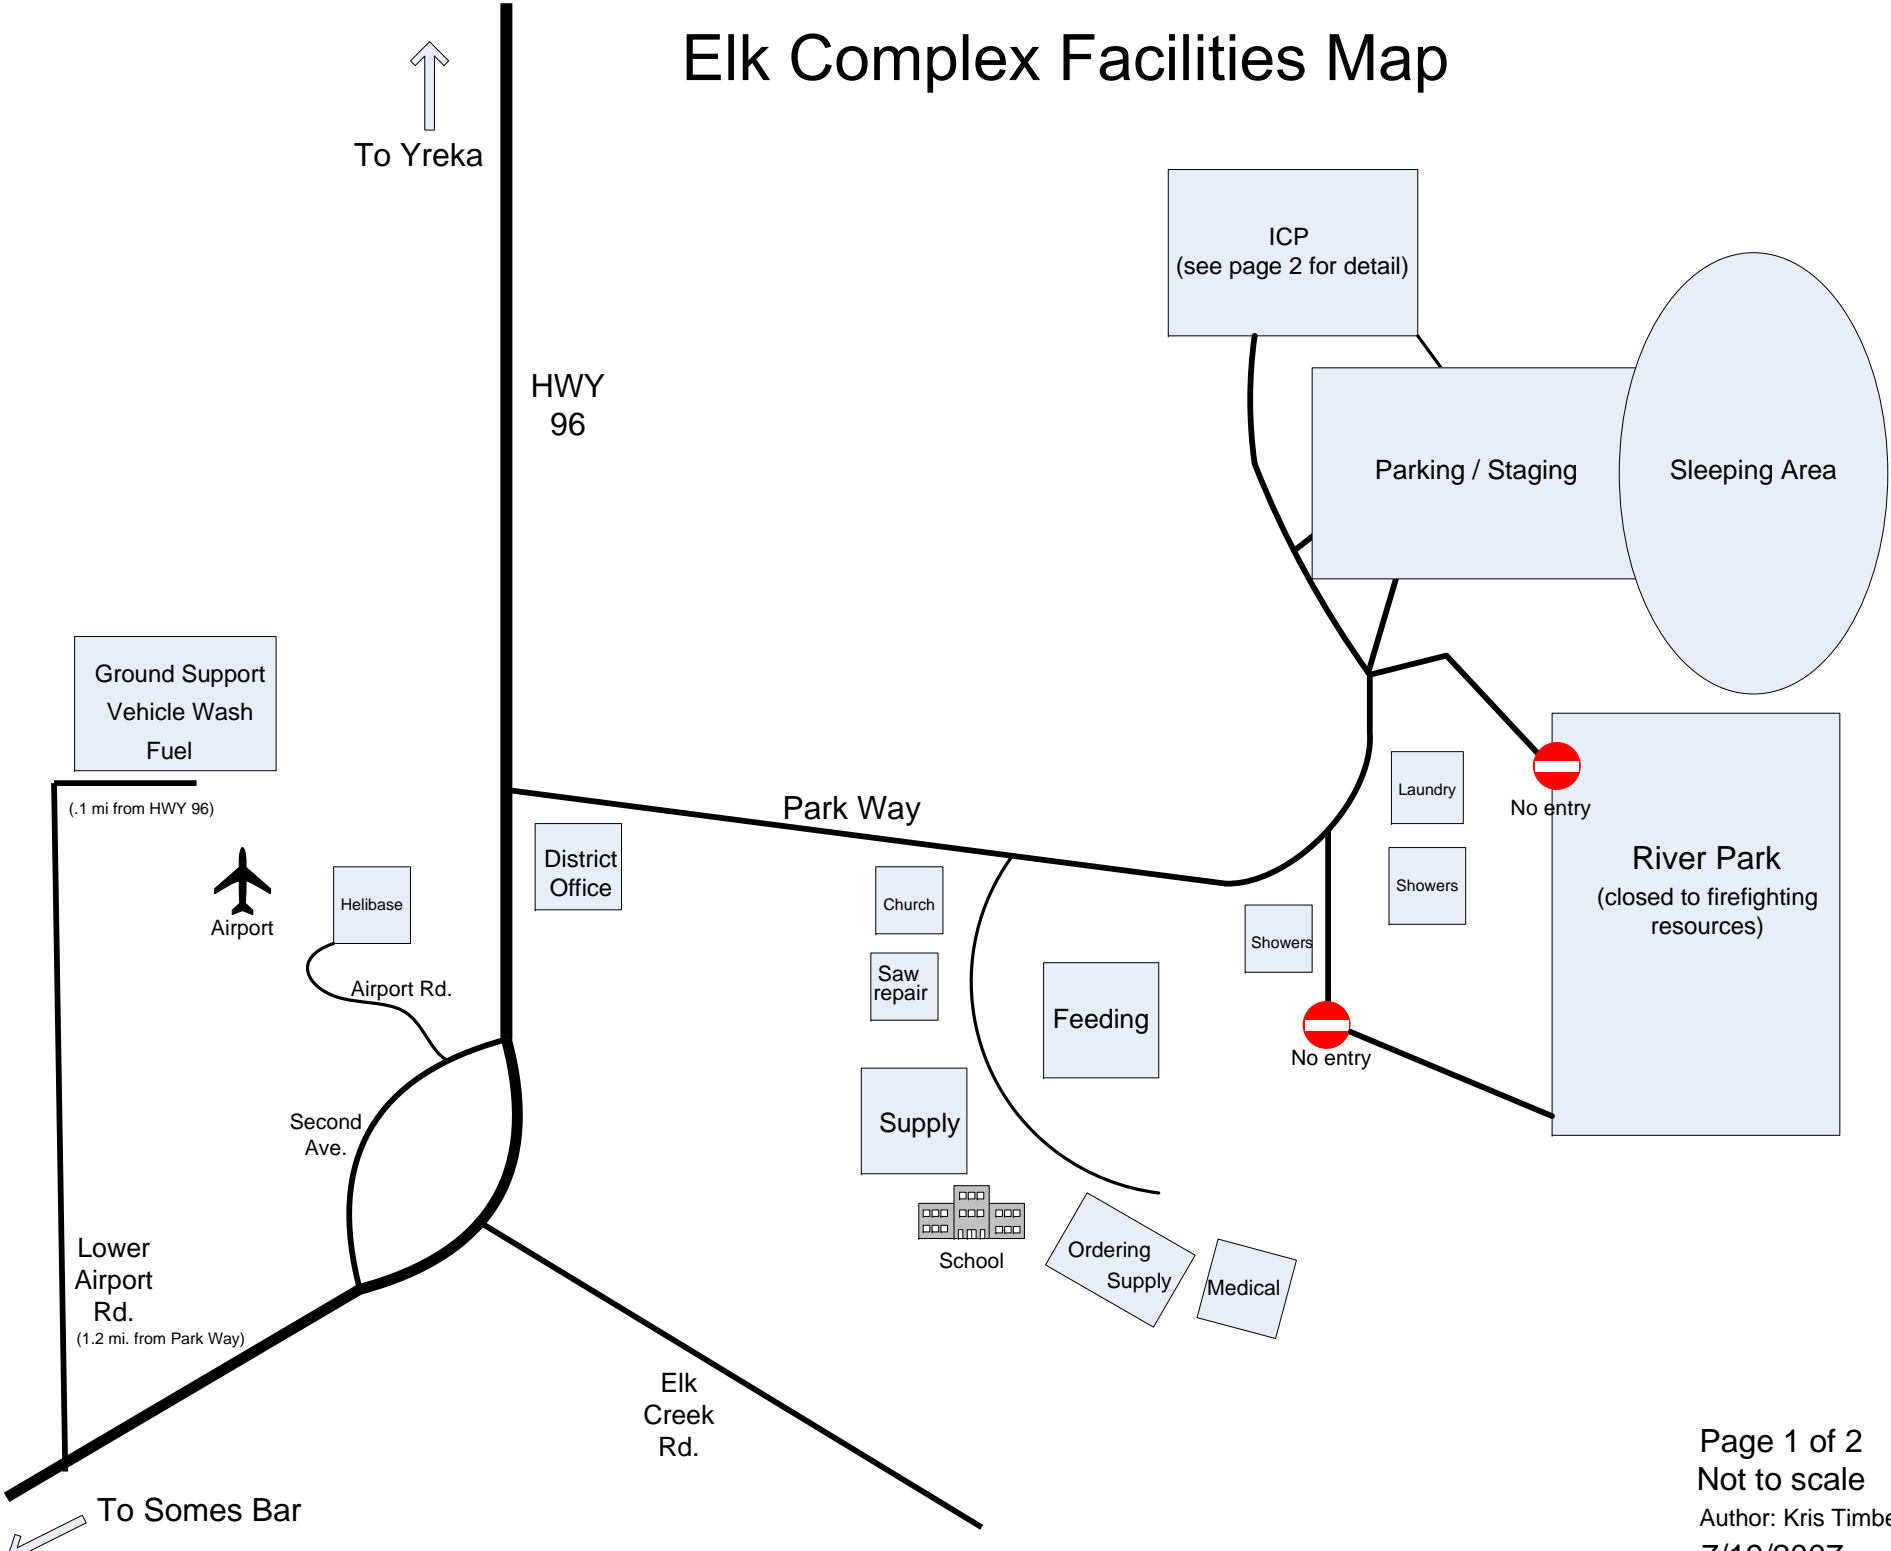 Elk Complex Facilities Map
To Yreka
ICP
(see page 2 for detail)
HWY
96
Parking / Staging
Sleeping Area
Ground Support
Vehicle Wash
Fuel
(.1 mi from HWY 96)
Park Way
Laundry
No entry
District
Office
River Park
(closed to firefighting
resources)
Helibase
Church
Showers
Airport
Showers
Saw
repair
Airport Rd.
Feeding
No entry
Second
Ave.
Supply
Lower
Airport
Rd.
(1.2 mi. from Park Way)
School
Ordering
Supply
Medical
Elk
Creek
Rd.
Page 1 of 2
Not to scale
Author: Kris
To Somes Bar